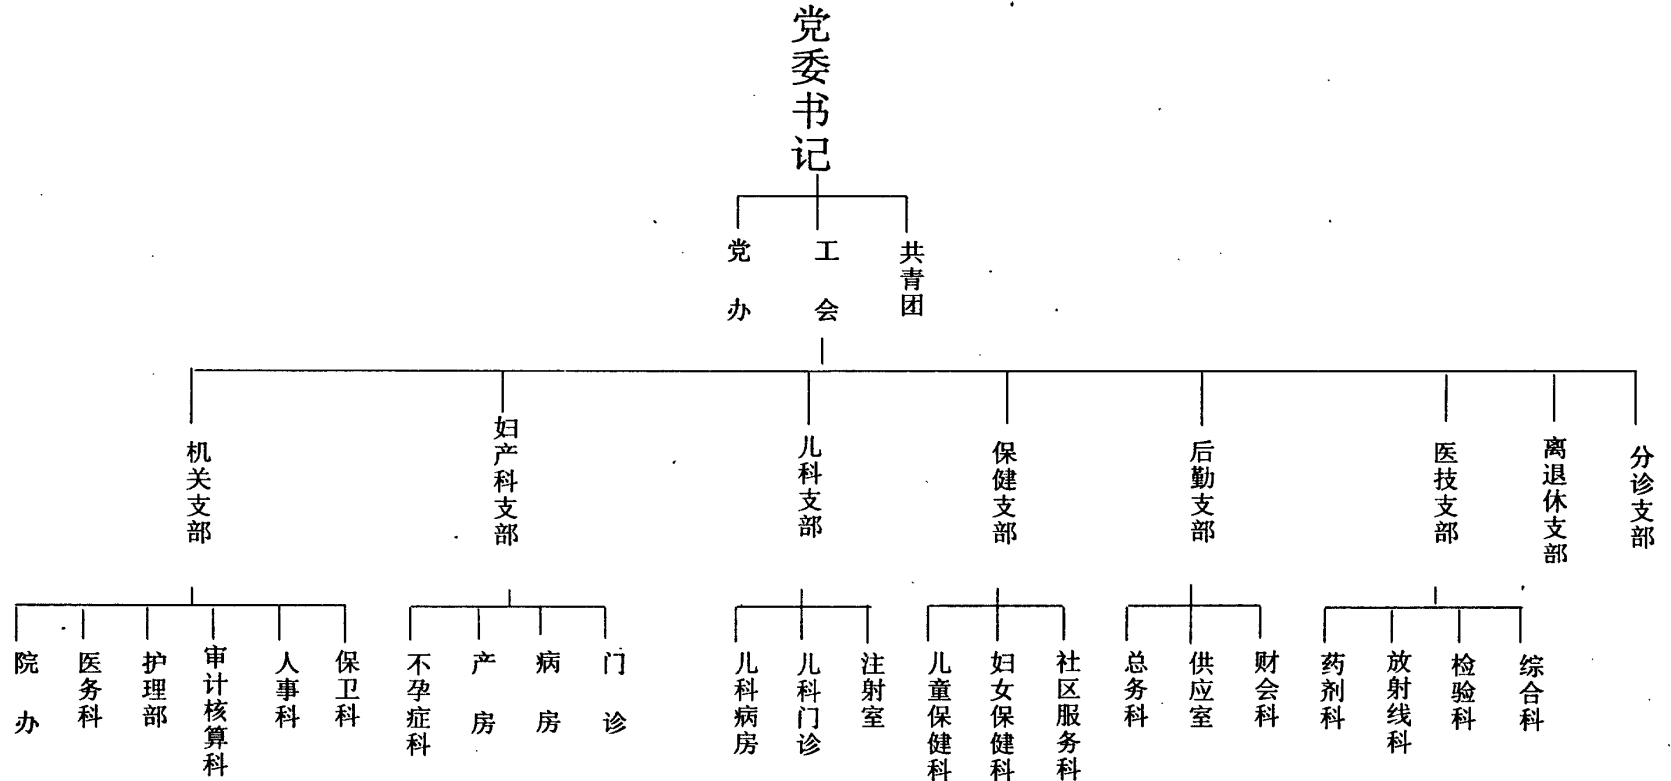 党委书记
党办
工会
共青团
机关支部
妇产科支部
儿科支部
保健支部
后勤支部
医技支部
离退休支部
分诊支部
院办
医务科
护理部
审计核算科
人事科
保卫科
不孕症科
产房
病房
门诊
儿科病房
儿科门诊
注射室
儿童保健科
妇女保健科
社区服务科
总务科
供应室
财会科
药剂科
放射线科
检验科
综合科